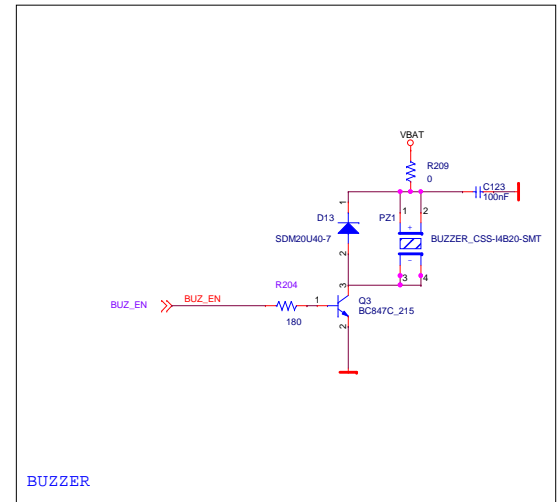 VBAT
R209
0
C123
100nF
1
1
2
D13
PZ1
+
SDM20U40-7
BUZZER_CSS-I4B20-SMT
-
2
3
4
R204
3
BUZ_EN
BUZ_EN
1
Q3
BC847C_215
180
2
BUZZER